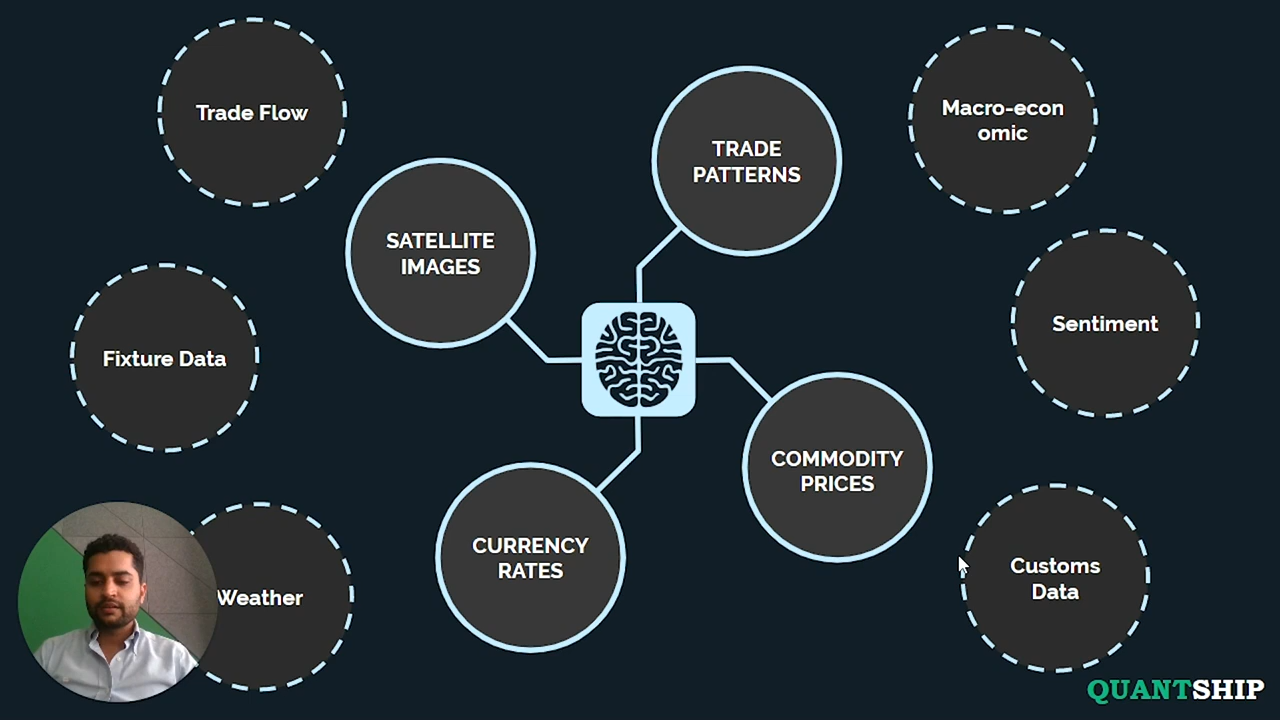 Trade Flow
Macro-econ
omic
TRADE
PATTERNS
SATELLITE
IMAGES
Sentiment
Fixture Data
COMMODITY
PRICES
CURRENCY
RATES
Customs
Data
Weather
QUANTSHIP